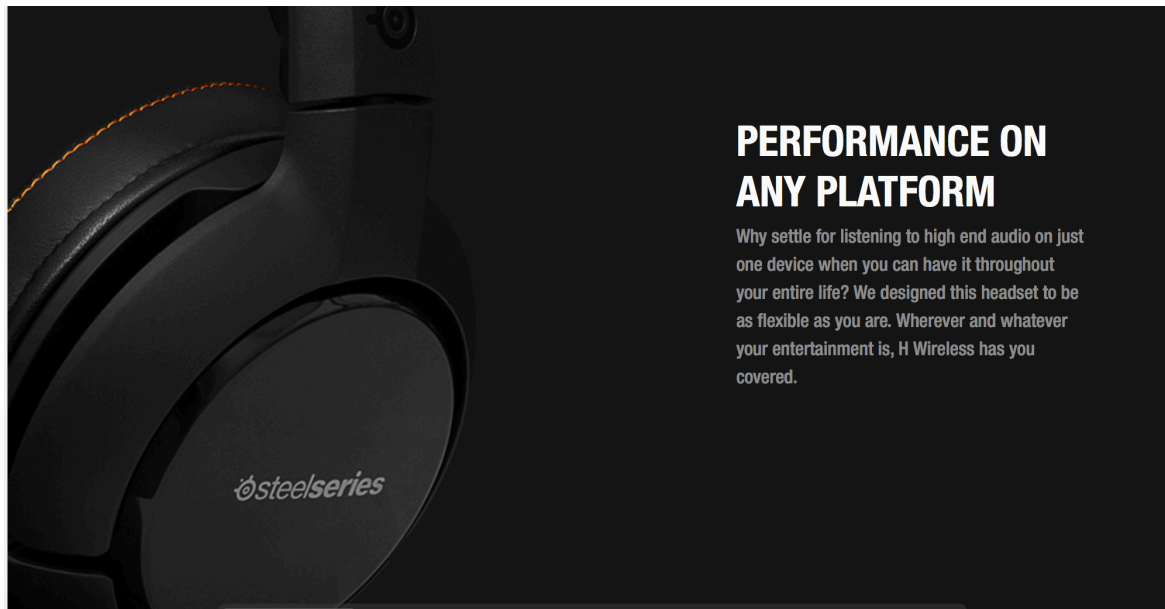 PERFORMANCE ON
ANY PLATFORM
Why settle for listening to high end audio on just
one device when you can have it throughout
your entire life? We designed this headset to be
as flexible as you are. Wherever and whatever
your entertainment is, H Wireless has you
covered.
steelseries